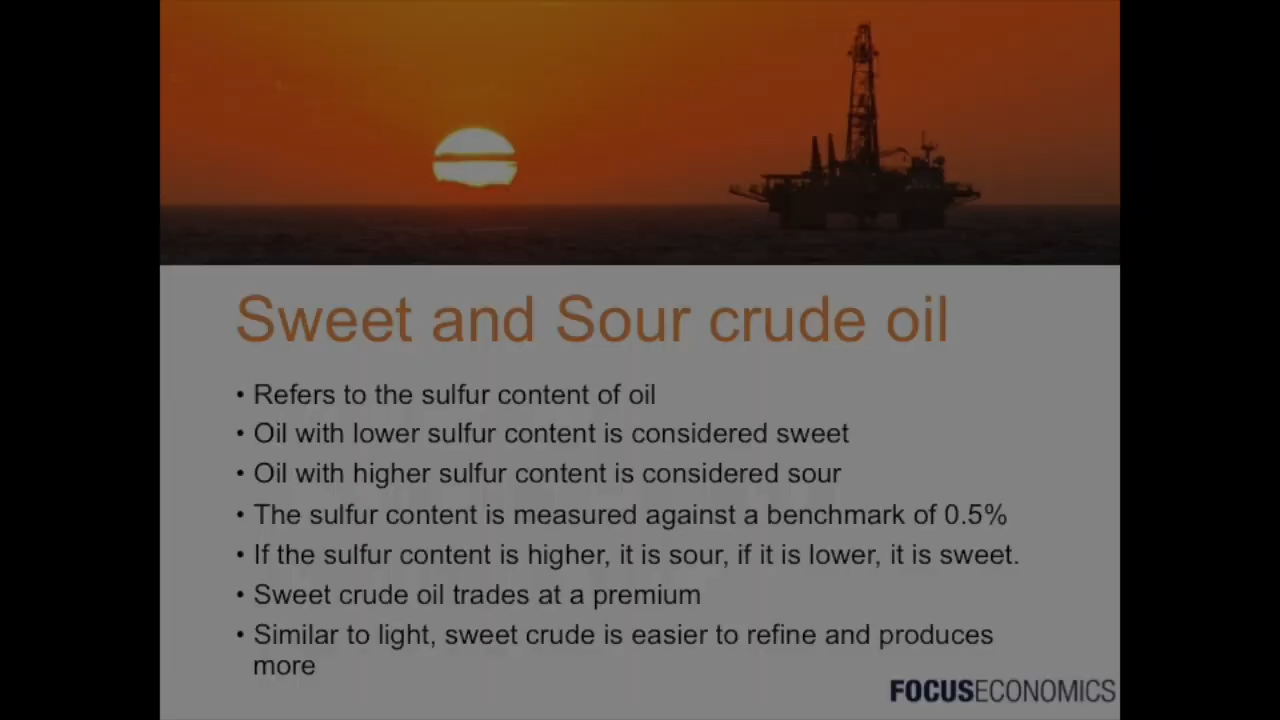 Sweet and Sour crude oil
• Refers to the sulfur content of oil
• Oil with lower sulfur content is considered sweet
• Oil with higher sulfur content is considered sour
• The sulfur content is measured against a benchmark of 0.5%
• If the sulfur content is higher, it is sour, if it is lower, it is sweet.
• Sweet crude oil trades at a premium
• Similar to light, sweet crude is easier to refine and produces
more
FOCUSECONOMICS